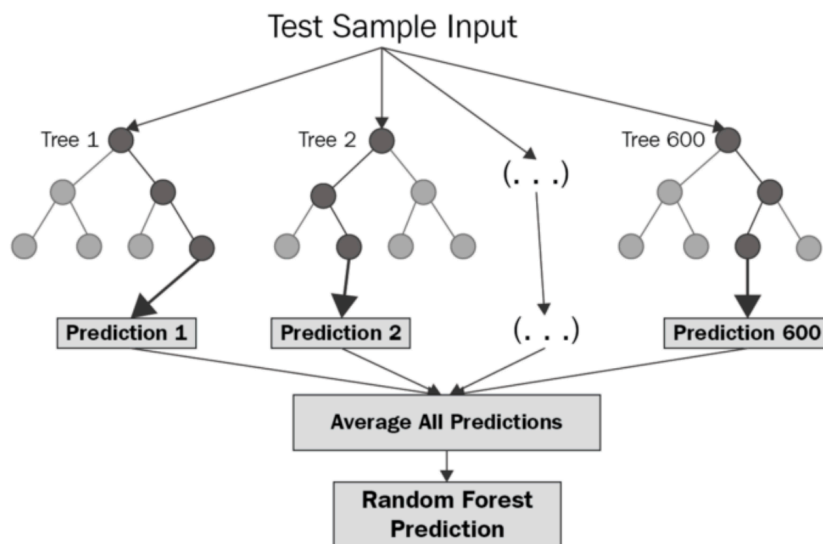 Test Sample Input
Tree 1
Tree 2
(. . .)
Tree 600
Prediction 1
Prediction 2
(. . .)
Prediction 600
Average All Predictions
Random Forest
Prediction